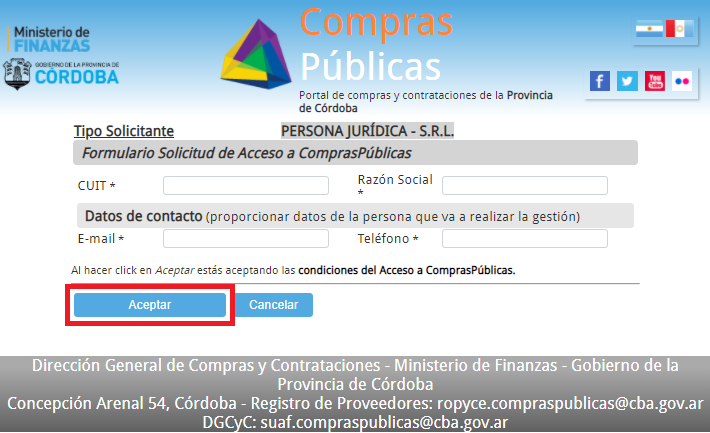 Ministerio de
FINANZAS
GOBIERNO DE LA PROVINCIA DE
CÓRDOBA
Compras
Públicas
Portal de compras y contrataciones de la Provincia
de Córdoba
You
Tube
Tipo Solicitante PERSONA JURÍDICA - S.R.L.
Formulario Solicitud de Acceso a ComprasPúblicas
CUIT * Razón Social
*
Datos de contacto (proporcionar datos de la persona que va a realizar la gestión)
E-mail * Teléfono *
Al hacer click en Aceptar estás aceptando las condiciones del Acceso a ComprasPúblicas.
Aceptar Cancelar
Dirección General de Compras y Contrataciones - Ministerio de Finanzas - Gobierno de la
Provincia de Córdoba
Concepción Arenal 54, Córdoba - Registro de Proveedores: ropyce.compraspublicas@cba.gov.ar
DGCyC: suaf.compraspublicas@cba.gov.ar